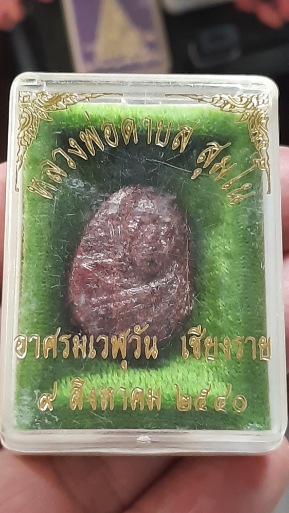 หลวงพ่อดาบส สุมโน
อาศรมเวฬุวัน เชียงราย
๙ สิงหาคม ๒๕๔๐